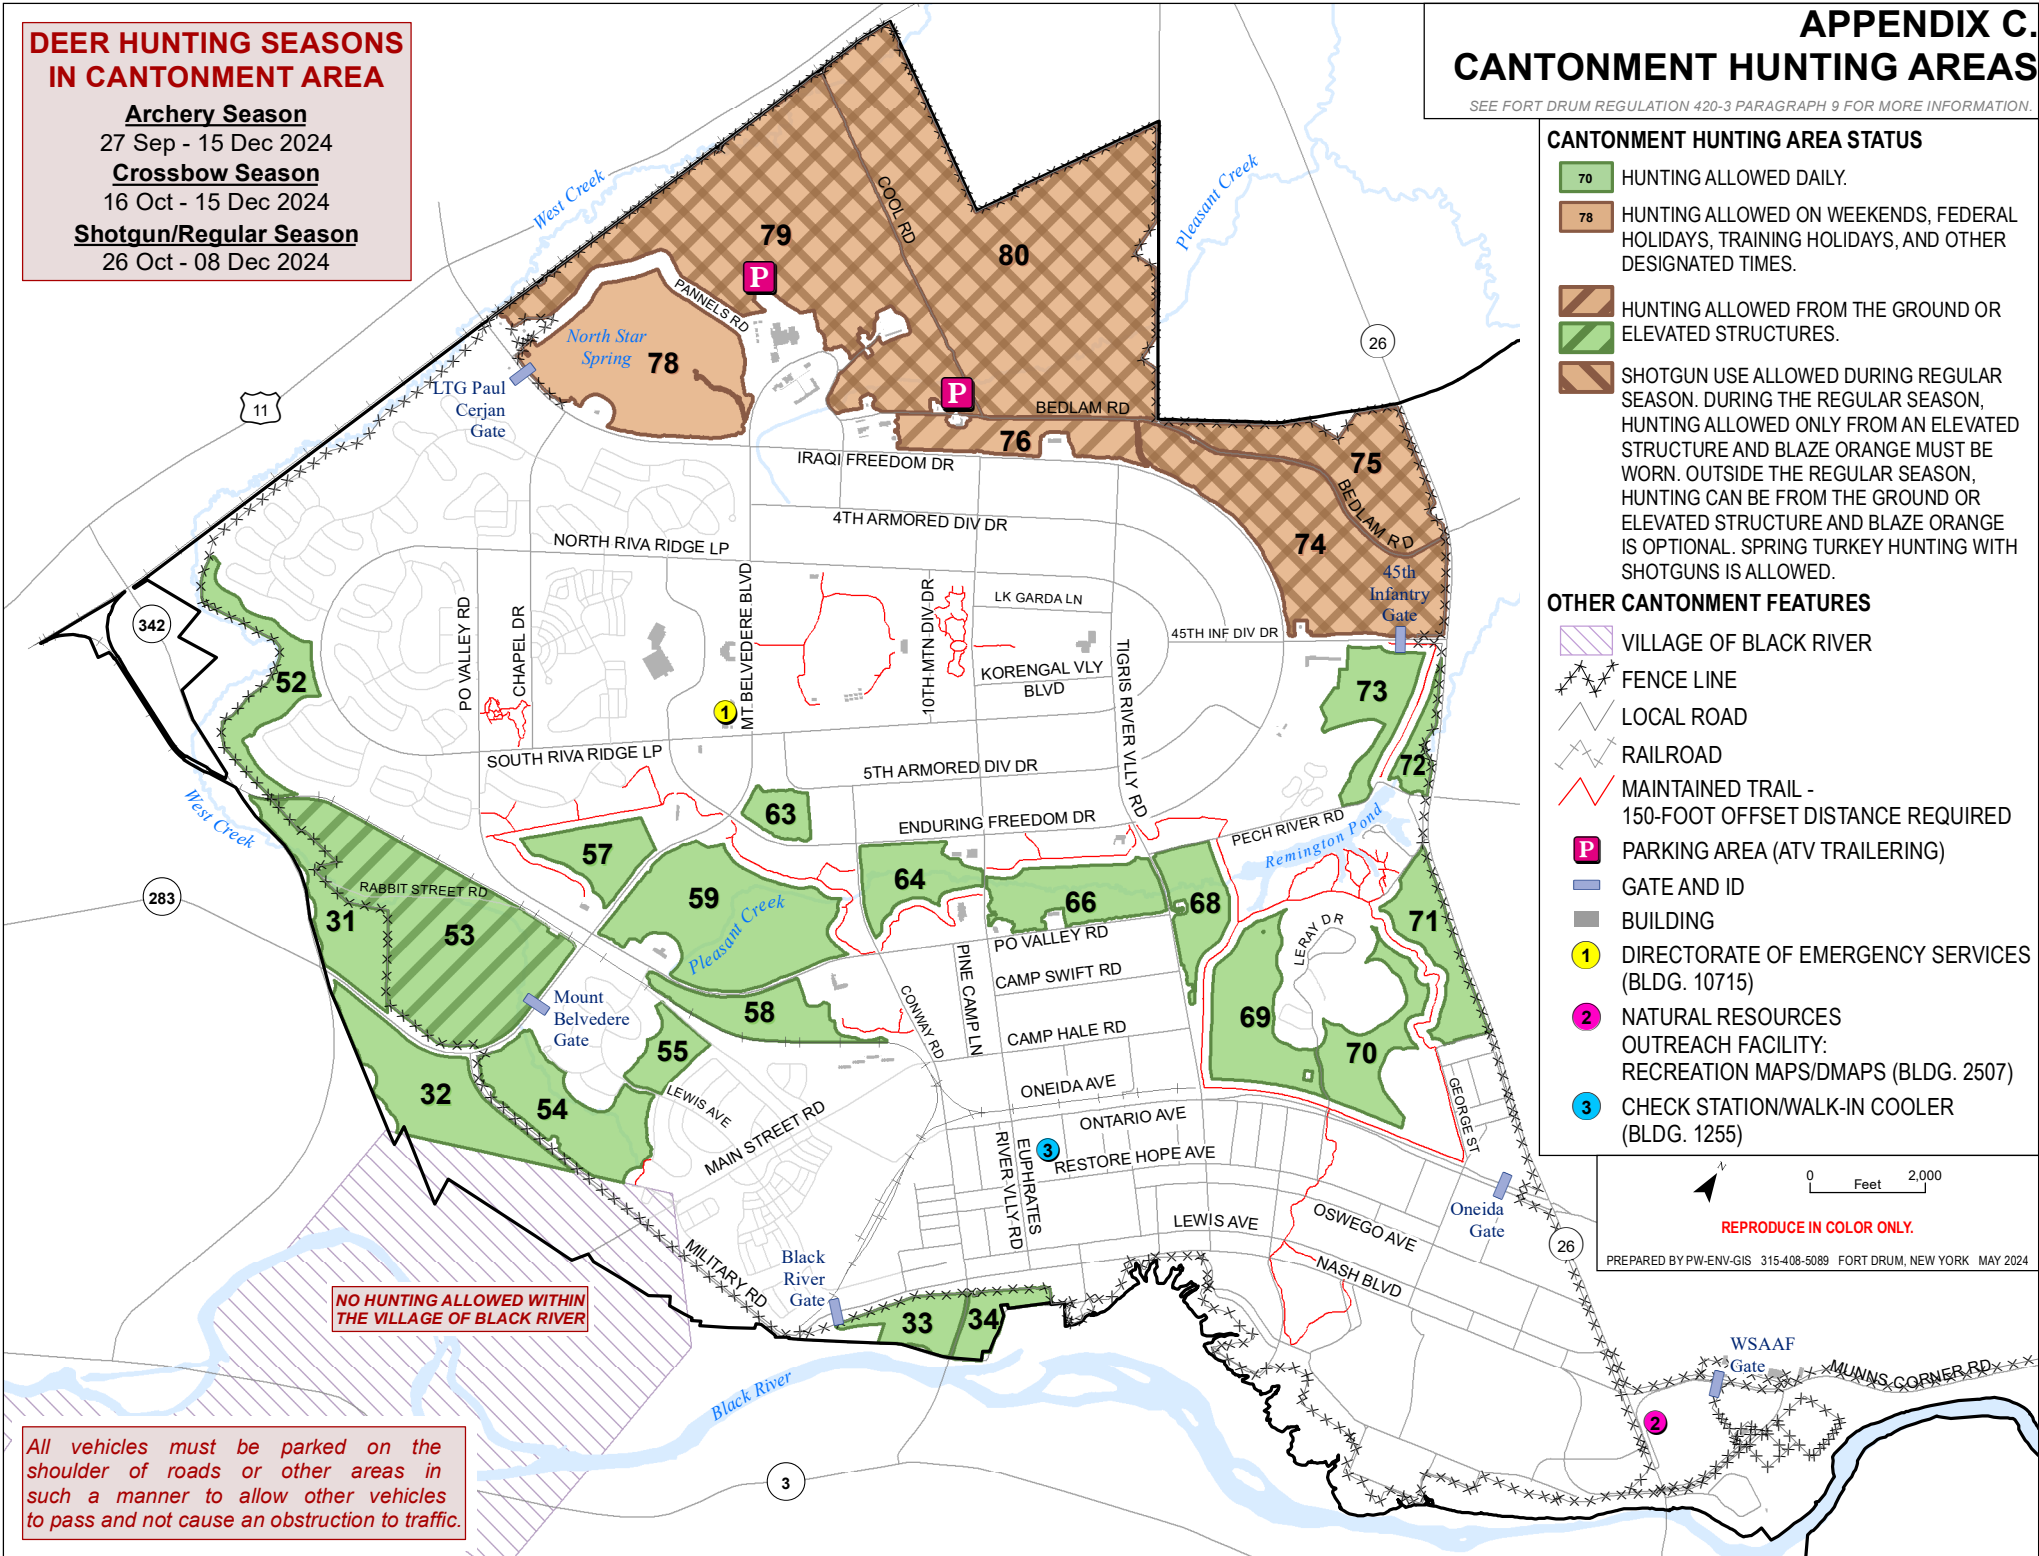 DEER HUNTING SEASONS
IN CANTONMENT AREA
Archery Season
27 Sep - 15 Dec 2024
Crossbow Season
16 Oct - 15 Dec 2024
Shotgun/Regular Season
26 Oct - 08 Dec 2024
APPENDIX C.
CANTONMENT HUNTING AREAS
SEE FORT DRUM REGULATION 420-3 PARAGRAPH 9 FOR MORE INFORMATION.
CANTONMENT HUNTING AREA STATUS
70 HUNTING ALLOWED DAILY.
78 HUNTING ALLOWED ON WEEKENDS, FEDERAL
HOLIDAYS, TRAINING HOLIDAYS, AND OTHER
DESIGNATED TIMES.
HUNTING ALLOWED FROM THE GROUND OR
ELEVATED STRUCTURES.
SHOTGUN USE ALLOWED DURING REGULAR
SEASON. DURING THE REGULAR SEASON,
HUNTING ALLOWED ONLY FROM AN ELEVATED
STRUCTURE AND BLAZE ORANGE MUST BE
WORN. OUTSIDE THE REGULAR SEASON,
HUNTING CAN BE FROM THE GROUND OR
ELEVATED STRUCTURE AND BLAZE ORANGE
IS OPTIONAL. SPRING TURKEY HUNTING WITH
SHOTGUNS IS ALLOWED.
OTHER CANTONMENT FEATURES
VILLAGE OF BLACK RIVER
FENCE LINE
LOCAL ROAD
RAILROAD
MAINTAINED TRAIL -
150-FOOT OFFSET DISTANCE REQUIRED
P PARKING AREA (ATV TRAILERING)
GATE AND ID
BUILDING
1 DIRECTORATE OF EMERGENCY SERVICES
(BLDG. 10715)
2 NATURAL RESOURCES
OUTREACH FACILITY:
RECREATION MAPS/DMAPS (BLDG. 2507)
3 CHECK STATION/WALK-IN COOLER
(BLDG. 1255)
N
0 2,000
Feet
REPRODUCE IN COLOR ONLY.
PREPARED BY PW-ENV-GIS 315-408-5089 FORT DRUM, NEW YORK MAY 2024
West Creek
Pleasant Creek
COOL RD
79
80
P
PANNELS RD
North Star
Spring
78
26
LTG Paul
Cerjan
Gate
11
P
BEDLAM RD
76
75
IRAQI FREEDOM DR
BEDLAM RD
4TH ARMORED DIV DR
74
NORTH RIVA RIDGE LP
45th
Infantry
Gate
342
PO VALLEY RD
CHAPEL DR
MT. BELVEDERE BLVD
10TH MTN DIV DR
LK GARDA LN
45TH INF DIV DR
TIGRIS RIVER VLLY RD
KORENGAL VLY
BLVD
52
73
1
SOUTH RIVA RIDGE LP
5TH ARMORED DIV DR
72
West Creek
63
ENDURING FREEDOM DR
PECH RIVER RD
Remington Pond
57
RABBIT STREET RD
283
31
53
59
Pleasant Creek
64
66
68
71
LERAY DR
PO VALLEY RD
PINE CAMP LN
CAMP SWIFT RD
Mount
Belvedere
Gate
58
CONWAY RD
CAMP HALE RD
69
55
70
32
54
LEWIS AVE
ONEIDA AVE
GEORGE ST
MAIN STREET RD
ONTARIO AVE
3
EUPHRATES
RIVER VLLY RD
RESTORE HOPE AVE
Oneida
Gate
LEWIS AVE
OSWEGO AVE
26
MILITARY RD
Black
River
Gate
NASH BLVD
NO HUNTING ALLOWED WITHIN
THE VILLAGE OF BLACK RIVER
33
34
WSAAF
Gate
MUNNS CORNER RD
Black River
2
3
All vehicles must be parked on the
shoulder of roads or other areas in
such a manner to allow other vehicles
to pass and not cause an obstruction to traffic.